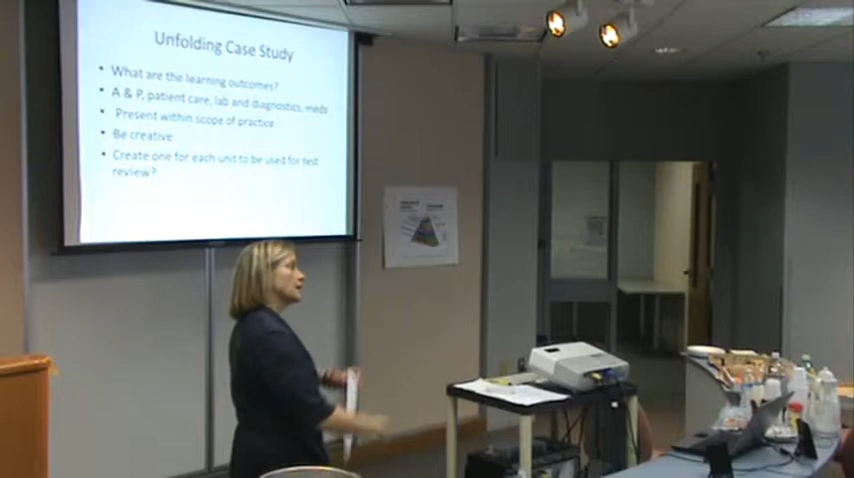 Unfolding Case Study
• What are the learning outcomes?
• A & P, patient care, lab and diagnostics, meds
• Present within scope of practice
• Be creative
• Create one for each unit to be used for test
review?